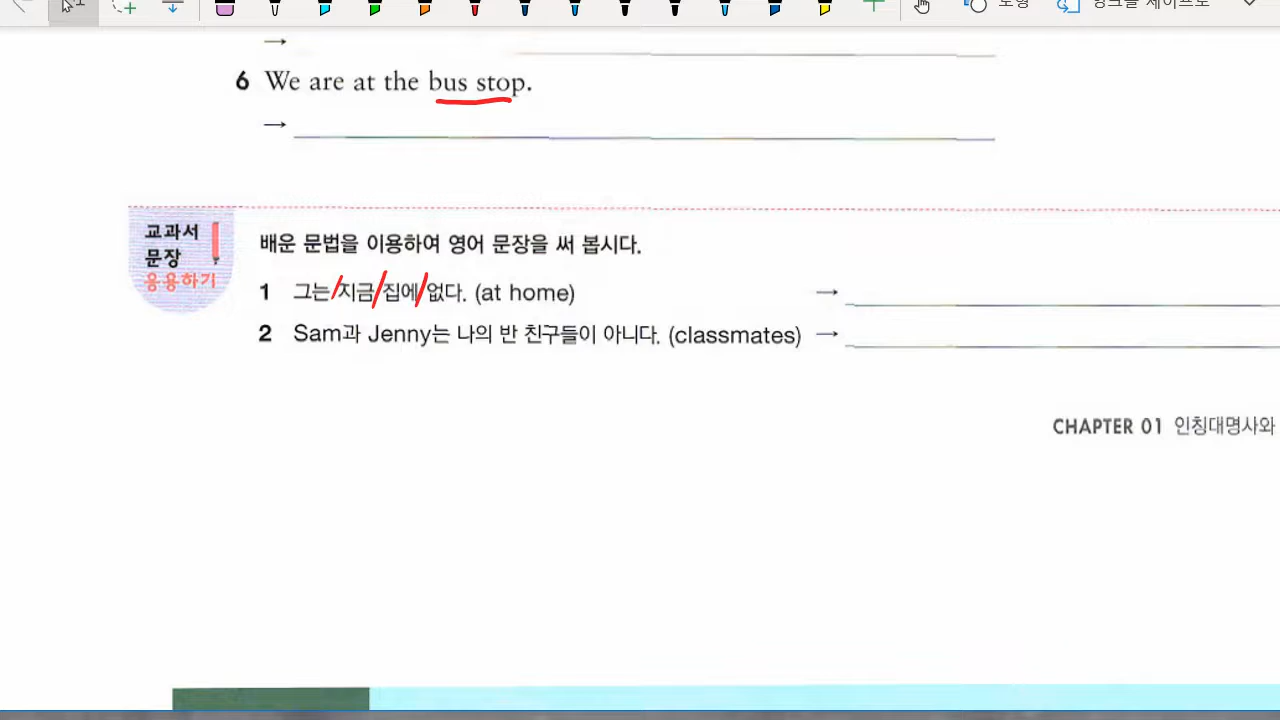 →
6 We are at the bus stop.
→
교과서
문장
응용하기
배운 문법을 이용하여 영어 문장을 써 봅시다.
1 그는/지금/집에/없다. (at home) →
2 Sam과 Jenny는 나의 반 친구들이 아니다. (classmates) →
CHAPTER 01 인칭대명사와